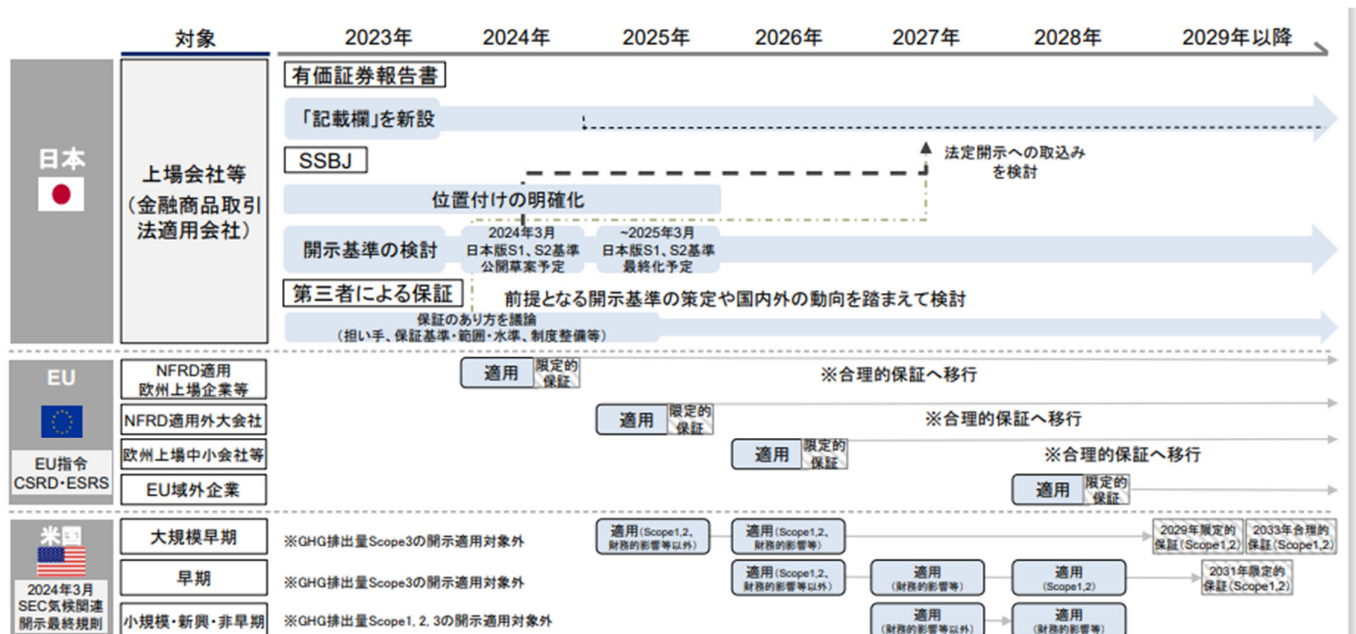 対象 2023年 2024年 2025年 2026年 2027年 2028年 2029年以降
日本
上場会社等
(金融商品取引
法適用会社)
有価証券報告書
「記載欄」を新設
SSBJ
法定開示への取込み
を検討
位置付けの明確化
開示基準の検討
2024年3月
日本版S1、S2基準
公開草案予定
~2025年3月
日本版S1、S2基準
最終化予定
第三者による保証
前提となる開示基準の策定や国内外の動向を踏まえて検討
保証のあり方を議論
(担い手、保証基準・範囲・水準、制度整備等)
EU
EU指令
CSRD・ESRS
NFRD適用
欧州上場企業等
適用
限定的
保証
※合理的保証へ移行
NFRD適用外大会社
適用
限定的
保証
※合理的保証へ移行
欧州上場中小会社等
適用
限定的
保証
※合理的保証へ移行
EU域外企業
適用
限定的
保証
米国
2024年3月
SEC気候関連
開示最終規則
大規模早期
※GHG排出量Scope3の開示適用対象外
適用(Scope1,2、
財務的影響等以外)
適用(Scope1,2、
財務的影響等)
2029年限定的
保証(Scope1,2)
2033年合理的
保証(Scope1,2)
早期
※GHG排出量Scope3の開示適用対象外
適用(Scope1,2、
財務的影響等以外)
適用
(財務的影響等)
適用
(Scope1,2)
2031年限定的
保証(Scope1,2)
小規模・新興・非早期
※GHG排出量Scope1, 2, 3の開示適用対象外
適用
(財務的影響等以外)
適用
(財務的影響等)